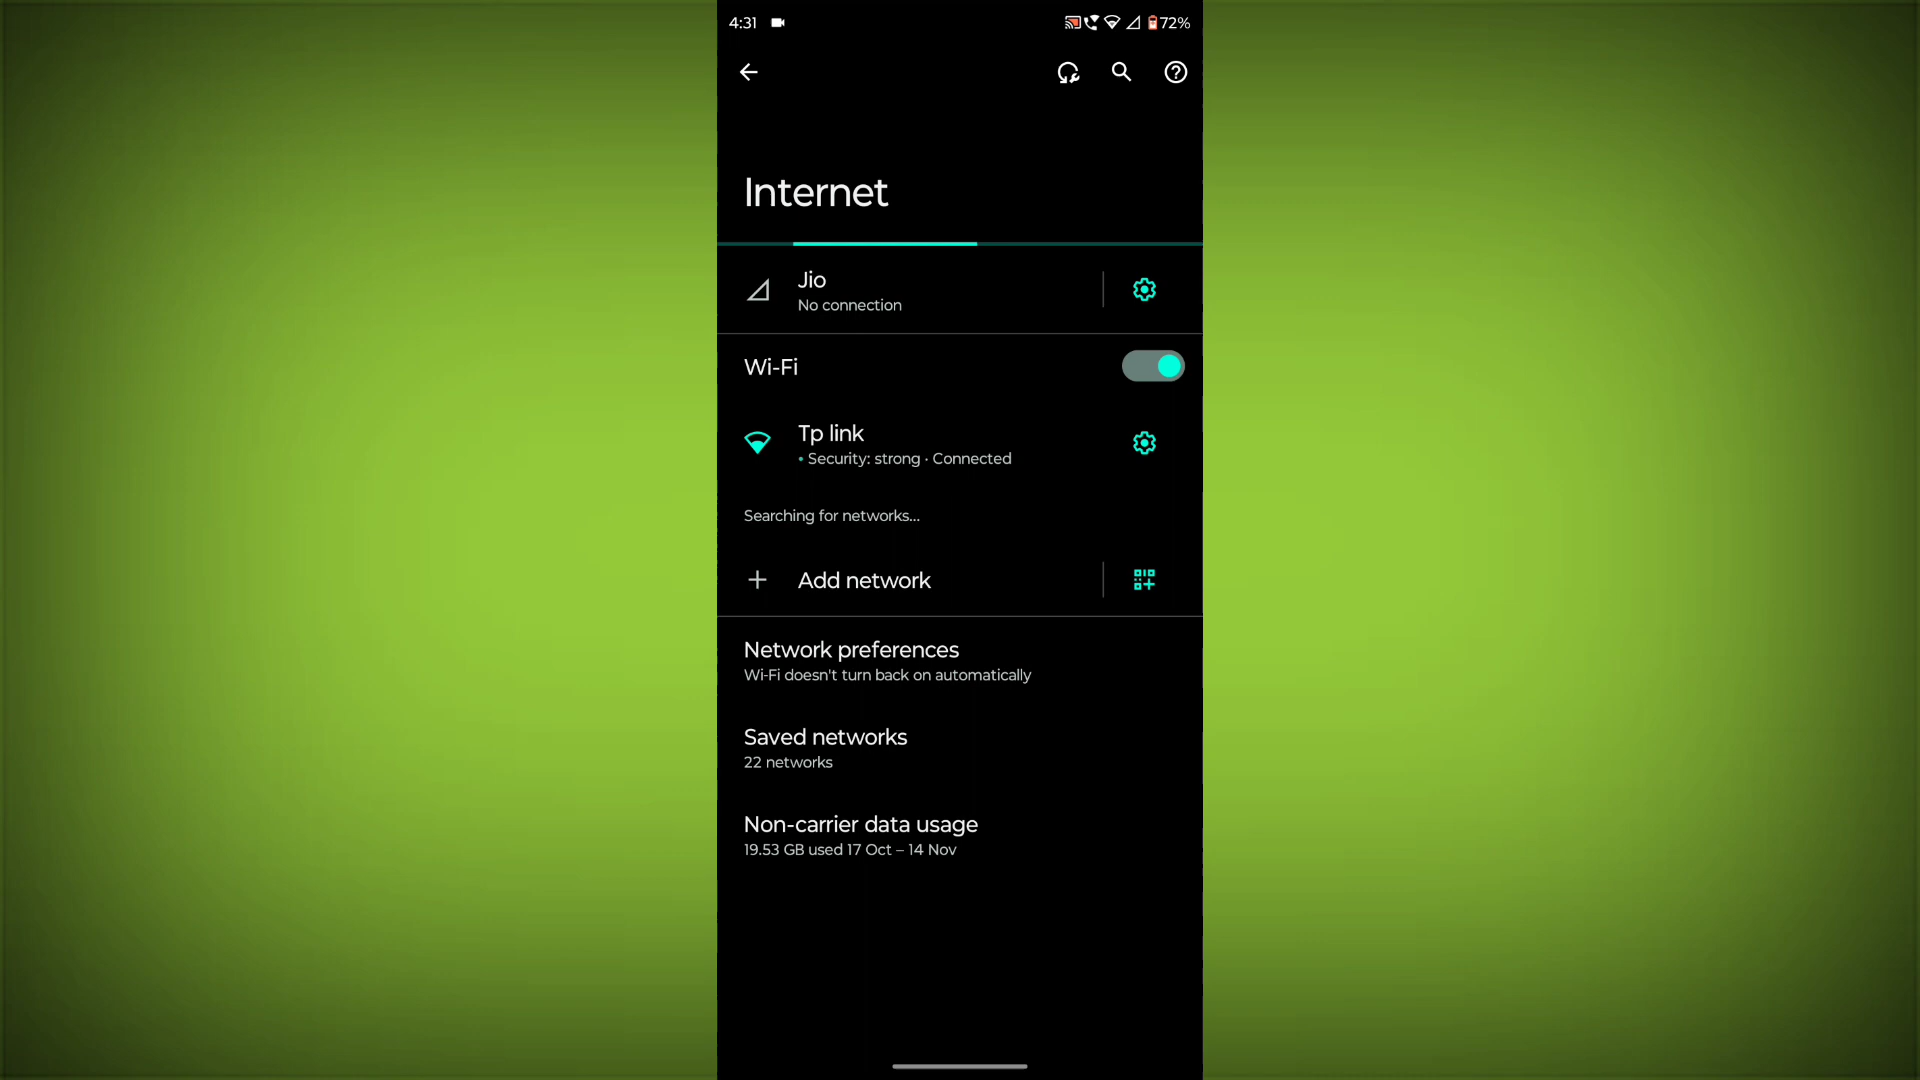 4:31
72%
Internet
Jio
No connection
Wi-Fi
Tp link
• Security: strong · Connected
Searching for networks...
Add network
Network preferences
Wi-Fi doesn't turn back on automatically
Saved networks
22 networks
Non-carrier data usage
19.53 GB used 17 Oct – 14 Nov